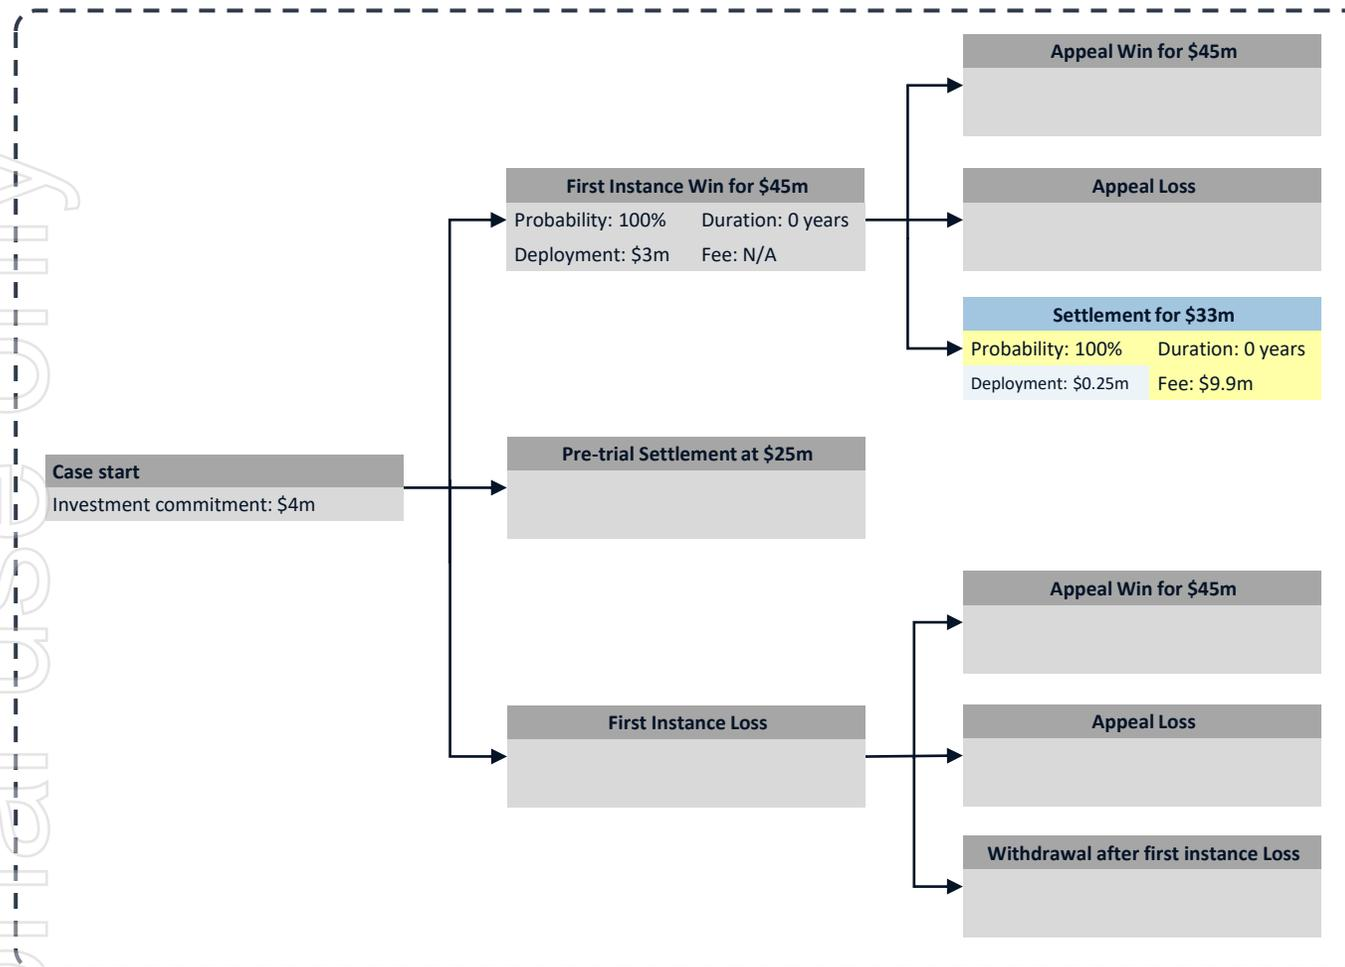 Appeal Win for $45m
First Instance Win for $45m
Probability: 100% Duration: 0 years
Deployment: $3m Fee: N/A
Appeal Loss
Settlement for $33m
Probability: 100% Duration: 0 years
Deployment: $0.25m Fee: $9.9m
Case start
Investment commitment: $4m
Pre-trial Settlement at $25m
First Instance Loss
Appeal Win for $45m
Appeal Loss
Withdrawal after first instance Loss